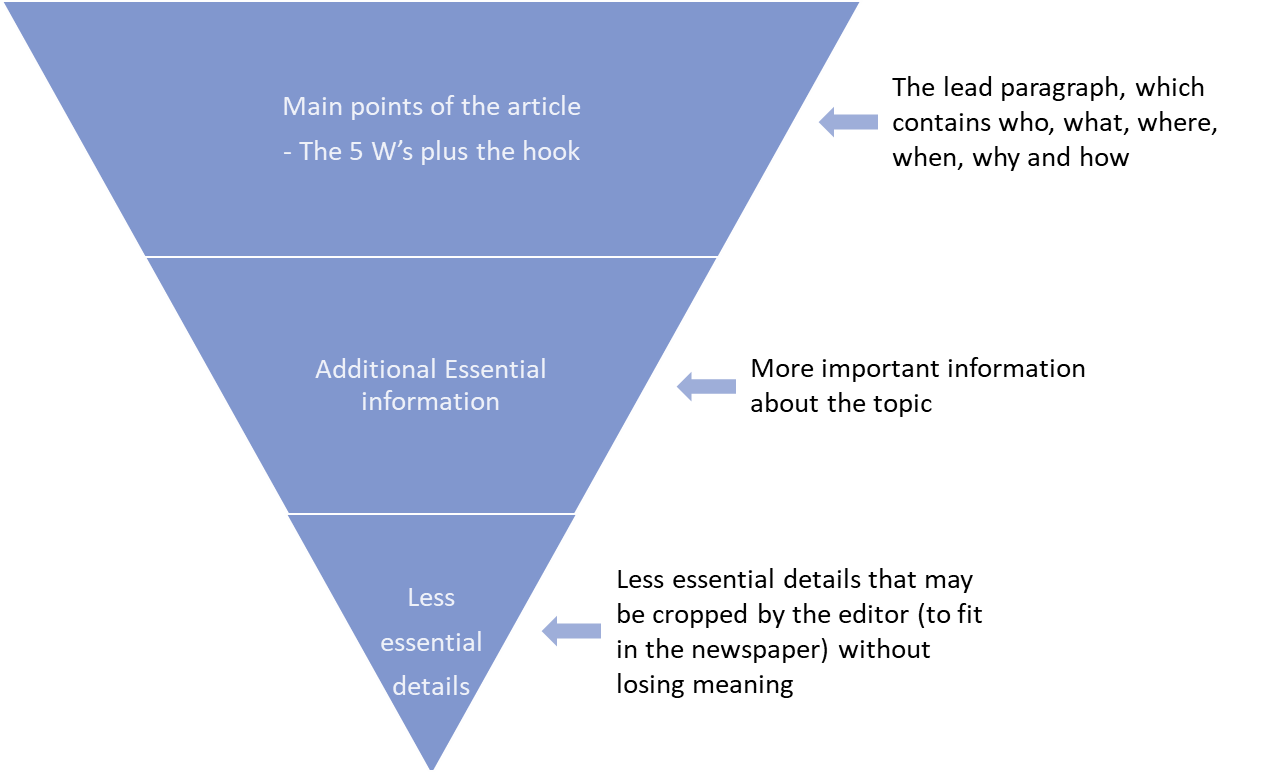 Main points of the article
- The 5 W’s plus the hook
The lead paragraph, which
contains who, what, where,
when, why and how
Additional Essential
information
More important information
about the topic
Less
essential
details
Less essential details that may
be cropped by the editor (to fit
in the newspaper) without
losing meaning